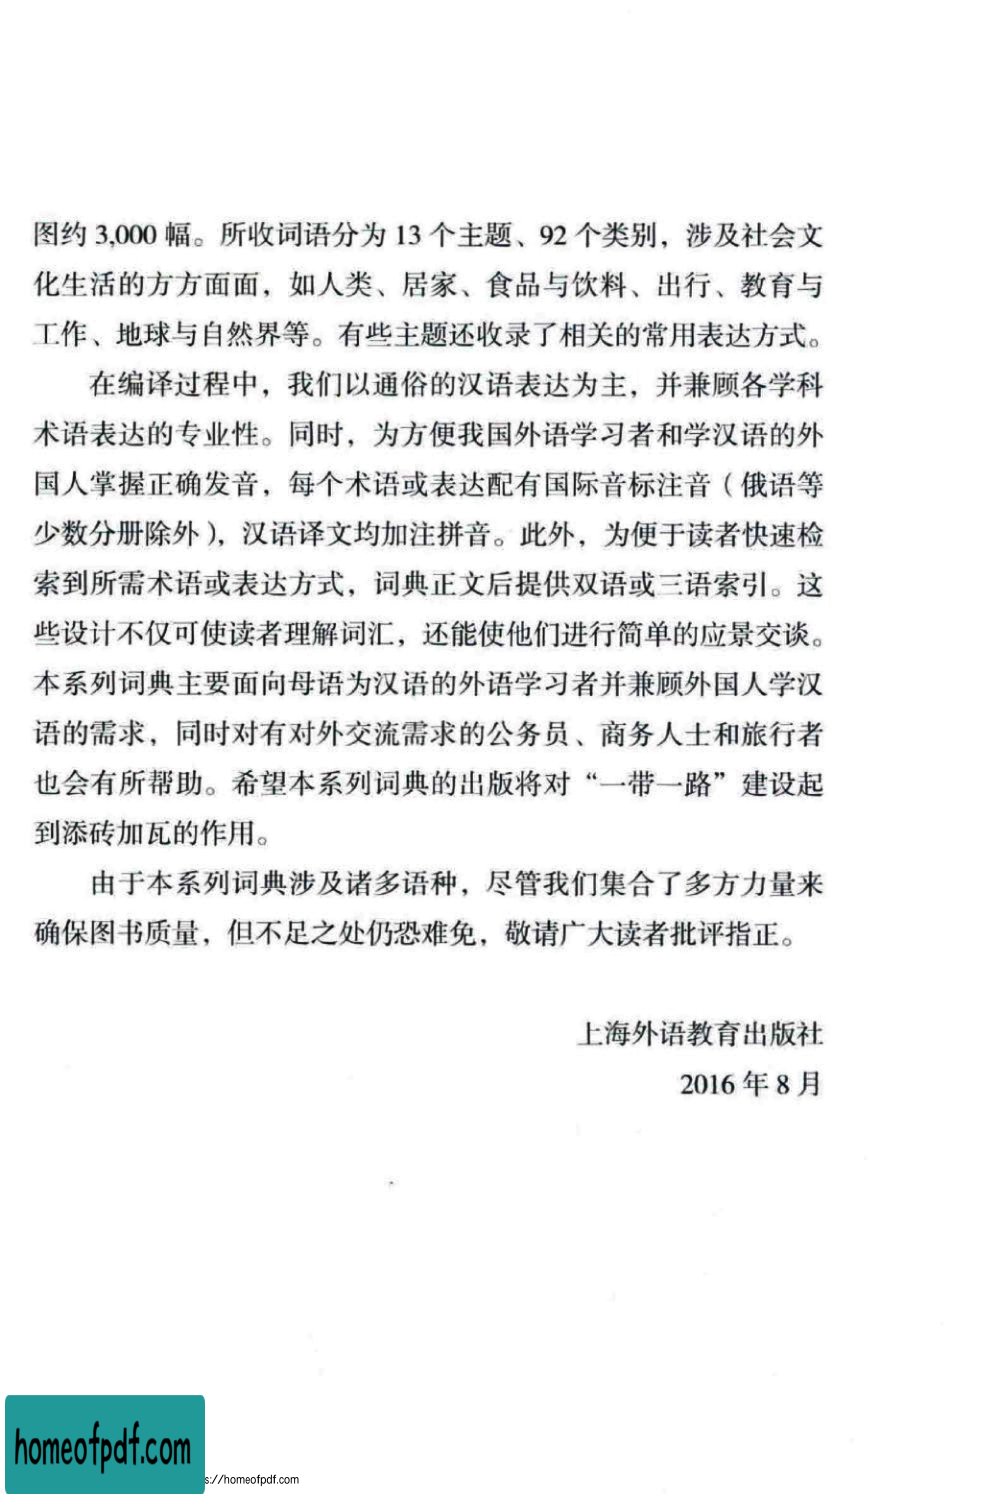 图约 3,000 幅。所收词语分为 13 个主题、92 个类别，涉及社会文
化生活的方方面面，如人类、居家、食品与饮料、出行、教育与
工作、地球与自然界等。有些主题还收录了相关的常用表达方式。
在编译过程中，我们以通俗的汉语表达为主，并兼顾各学科
术语表达的专业性。同时，为方便我国外语学习者和学汉语的外
国人掌握正确发音，每个术语或表达配有国际音标注音（俄语等
少数分册除外），汉语译文均加注拼音。此外，为便于读者快速检
索到所需术语或表达方式，词典正文后提供双语或三语索引。这
些设计不仅可使读者理解词汇，还能使他们进行简单的应景交谈。
本系列词典主要面向母语为汉语的外语学习者并兼顾外国人学汉
语的需求，同时对有对外交流需求的公务员、商务人士和旅行者
也会有所帮助。希望本系列词典的出版将对“一带一路”建设起
到添砖加瓦的作用。
由于本系列词典涉及诸多语种，尽管我们集合了多方力量来
确保图书质量，但不足之处仍恐难免，敬请广大读者批评指正。
上海外语教育出版社
2016 年 8 月
homeofpdf.com
s://homeofpdf.com